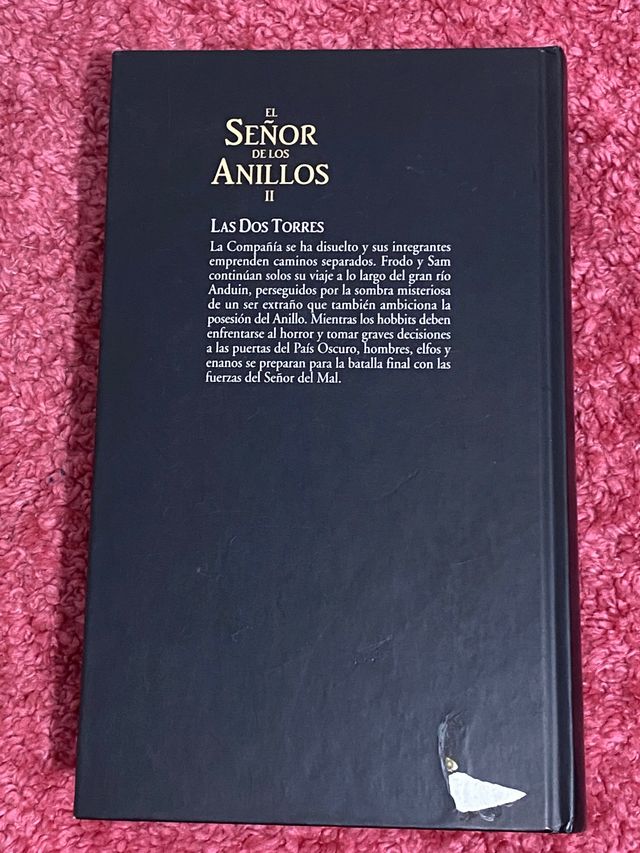 EL
SEÑOR
DE LOS
ANILLOS
II
LAS DOS TORRES
La Compañía se ha disuelto y sus integrantes
emprenden caminos separados. Frodo y Sam
continúan solos su viaje a lo largo del gran río
Anduin, perseguidos por la sombra misteriosa
de un ser extraño que también ambiciona la
posesión del Anillo. Mientras los hobbits deben
enfrentarse al horror y tomar graves decisiones
a las puertas del País Oscuro, hombres, elfos y
enanos se preparan para la batalla final con las
fuerzas del Señor del Mal.